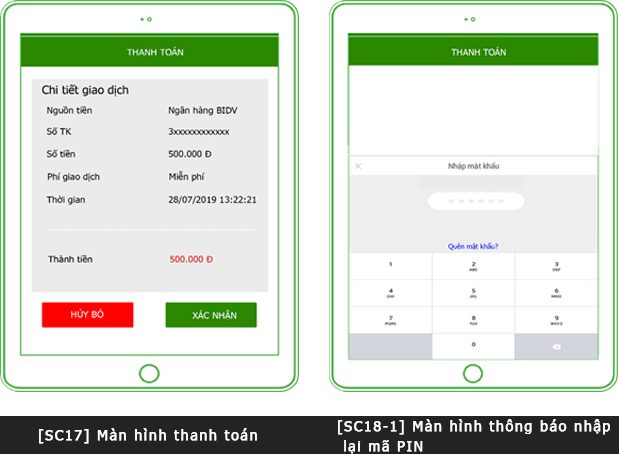 THANH TOÁN
Chi tiết giao dịch
Nguồn tiền Ngân hàng BIDV
Số TK 3xxxxxxxxxxx
Số tiền 500.000 Đ
Phí giao dịch Miễn phí
Thời gian 28/07/2019 13:22:21
Thành tiền 500.000 Đ
HỦY BỎ XÁC NHẬN
[SC17] Màn hình thanh toán
THANH TOÁN
Nhập mật khẩu
Quên mật khẩu?
1 2 3
ABC DEF
4 5 6
GHI JKL MNO
7 8 9
PQRS TUV WXYZ
0
[SC18-1] Màn hình thông báo nhập
lại mã PIN